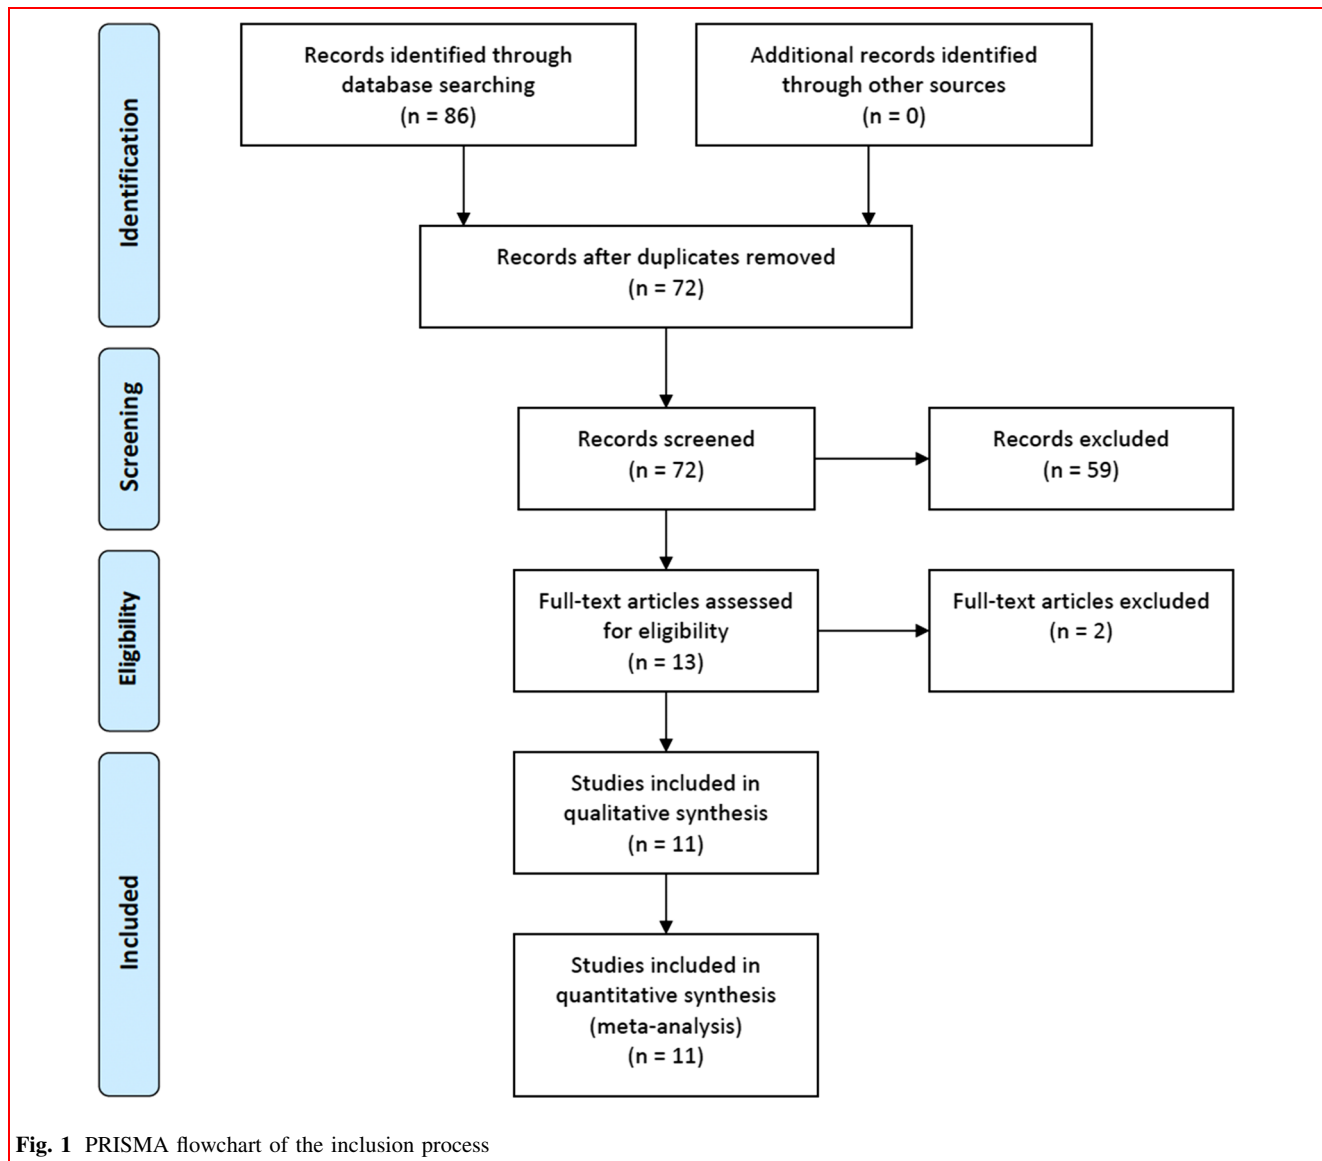 Identification
Records identified through
database searching
(n = 86)
Additional records identified
through other sources
(n = 0)
Records after duplicates removed
(n = 72)
Screening
Records screened
(n = 72)
Records excluded
(n = 59)
Eligibility
Full-text articles assessed
for eligibility
(n = 13)
Full-text articles excluded
(n = 2)
Included
Studies included in
qualitative synthesis
(n = 11)
Studies included in
quantitative synthesis
(meta-analysis)
(n = 11)
Fig. 1 PRISMA flowchart of the inclusion process